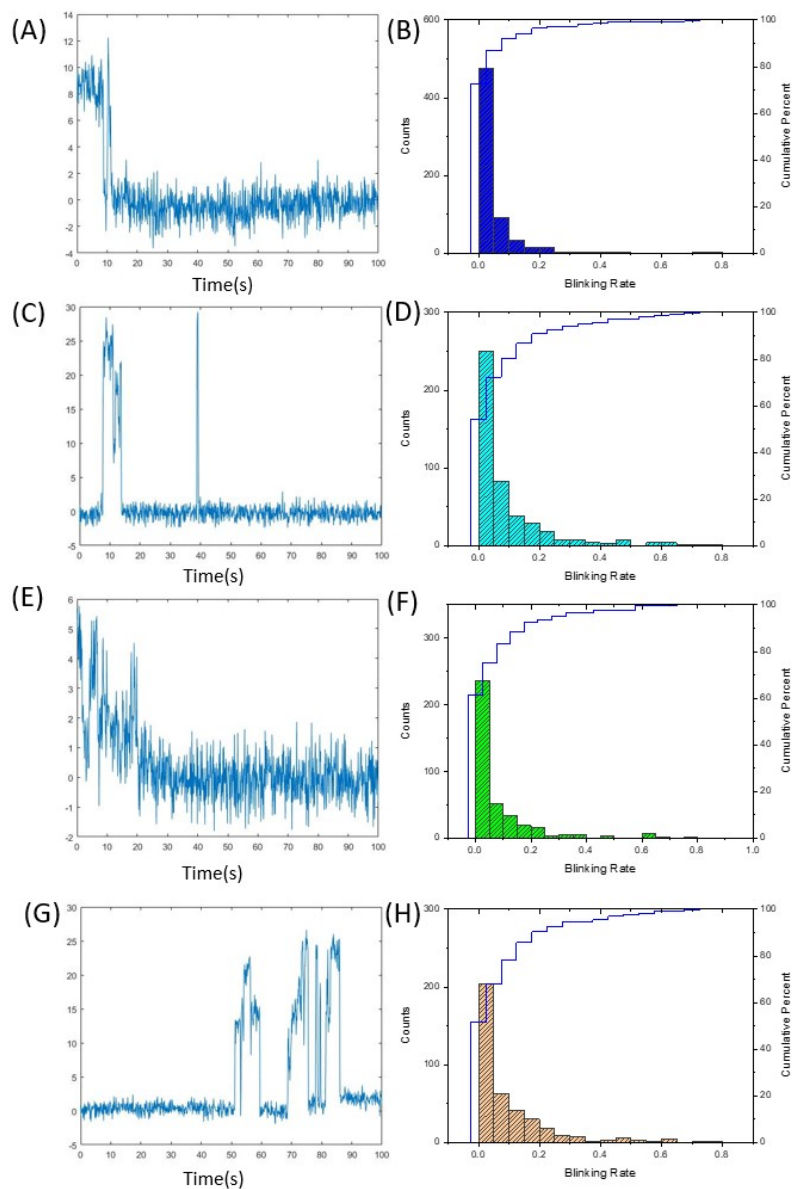 (A)
14
12
10
8
6
4
2
0
-2
-4
0 10 20 30 40 50 60 70 80 90 100
Time(s)
(B)
600
400
200
0
Counts
100
80
60
40
20
0
Cumulative Percent
0.0 0.2 0.4 0.6 0.8
Blinking Rate
(C)
30
25
20
15
10
5
0
-5
0 10 20 30 40 50 60 70 80 90 100
Time(s)
(D)
300
200
100
0
Counts
100
80
60
40
20
0
Cumulative Percent
0.0 0.2 0.4 0.6 0.8
Blinking Rate
(E)
6
5
4
3
2
1
0
-1
-2
0 10 20 30 40 50 60 70 80 90 100
Time(s)
(F)
300
200
100
0
Counts
100
80
60
40
20
0
Cumulative Percent
0.0 0.2 0.4 0.6 0.8 1.0
Blinking Rate
(G)
30
25
20
15
10
5
0
-5
0 10 20 30 40 50 60 70 80 90 100
Time(s)
(H)
300
200
100
0
Counts
100
80
60
40
20
0
Cumulative Percent
0.0 0.2 0.4 0.6 0.8
Blinking Rate